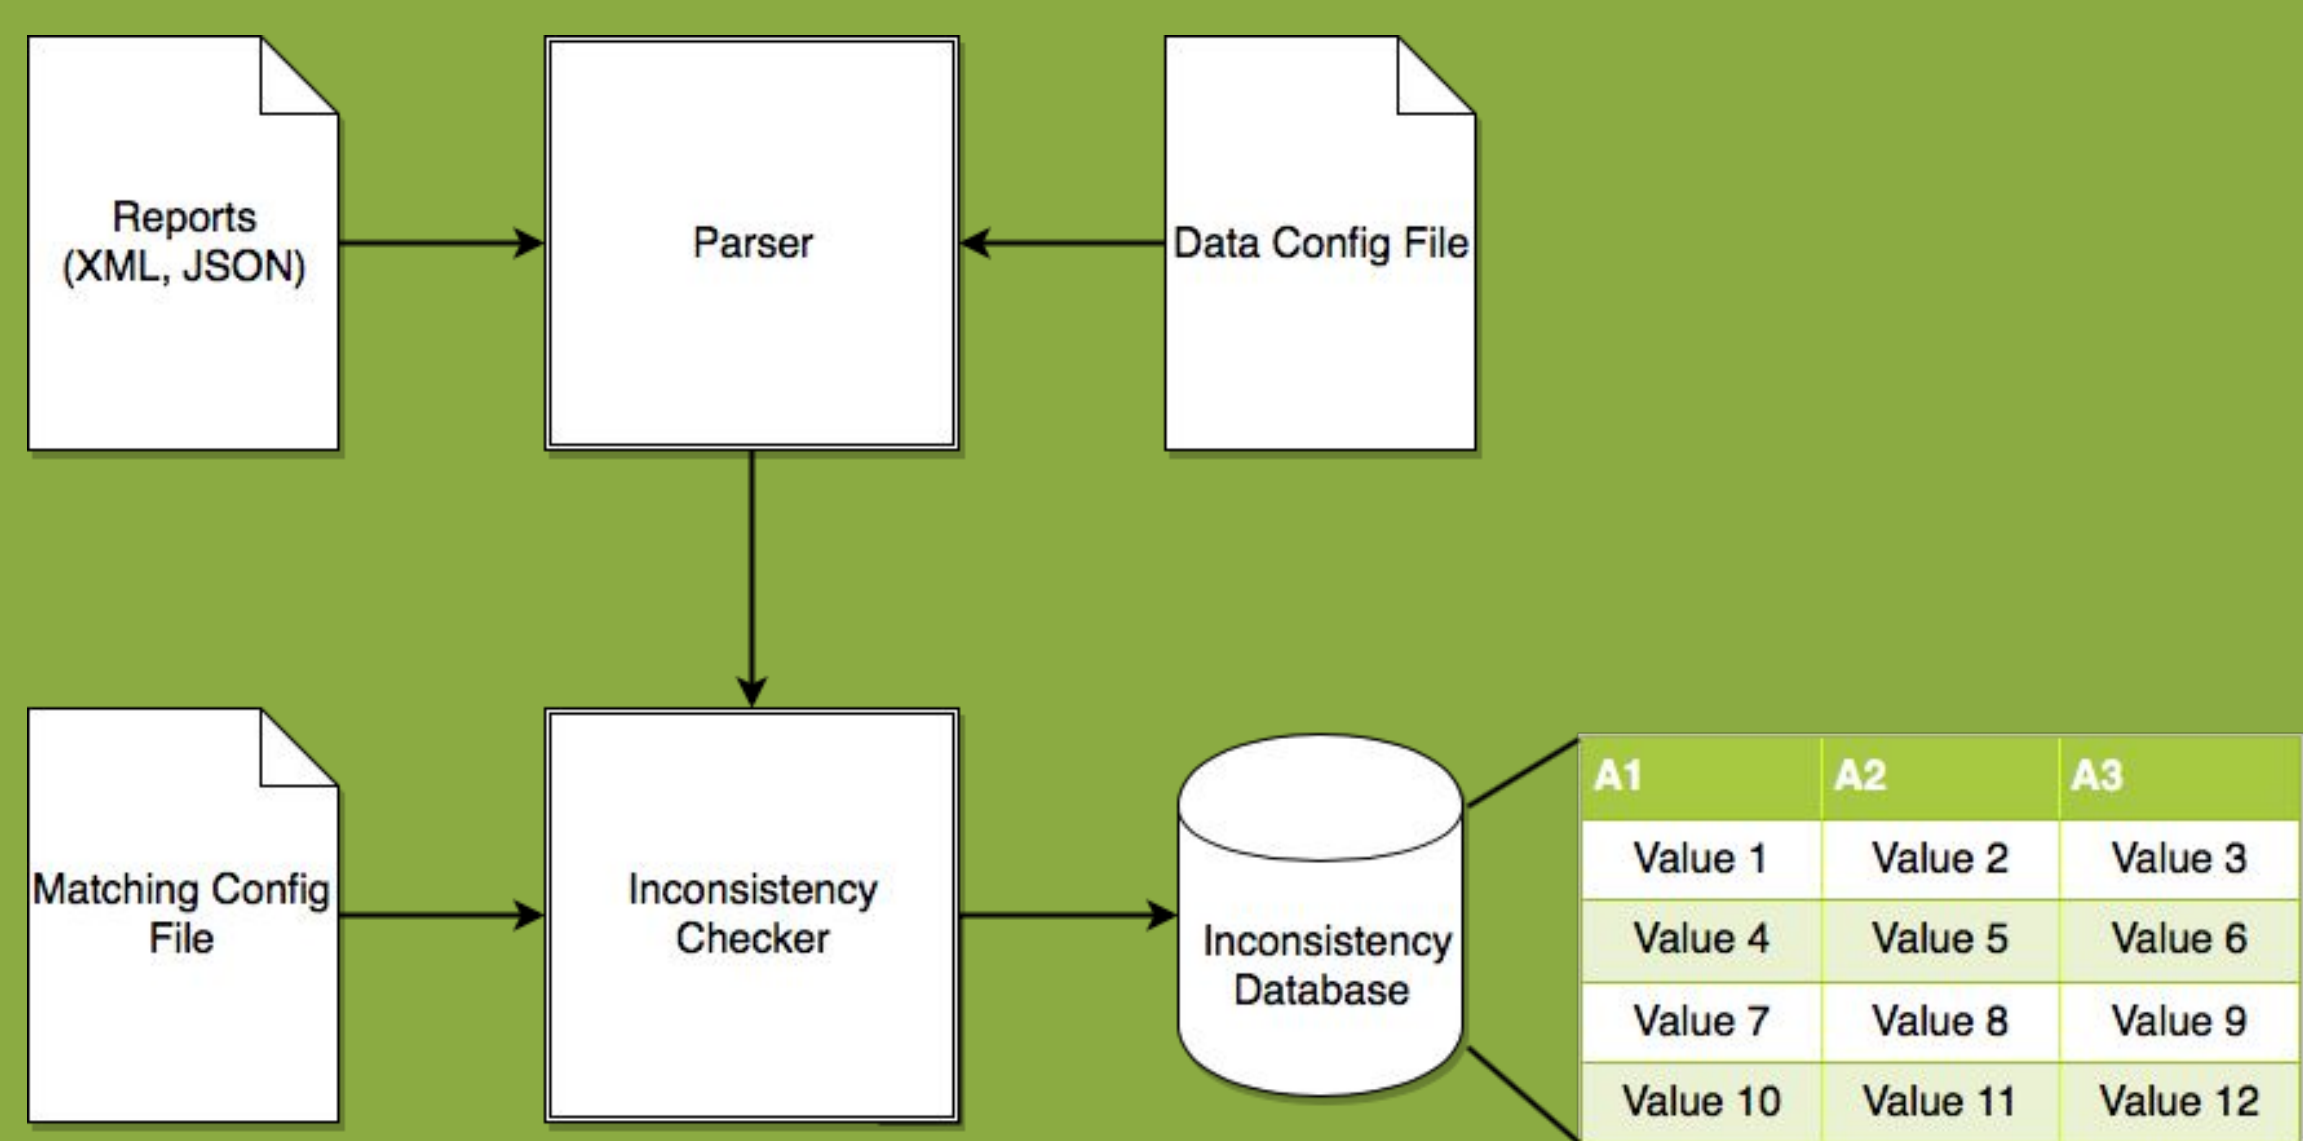 Reports
(XML, JSON)
Parser
Data Config File
Matching Config
File
Inconsistency
Checker
Inconsistency
Database
A1 A2 A3
Value 1 Value 2 Value 3
Value 4 Value 5 Value 6
Value 7 Value 8 Value 9
Value 10 Value 11 Value 12